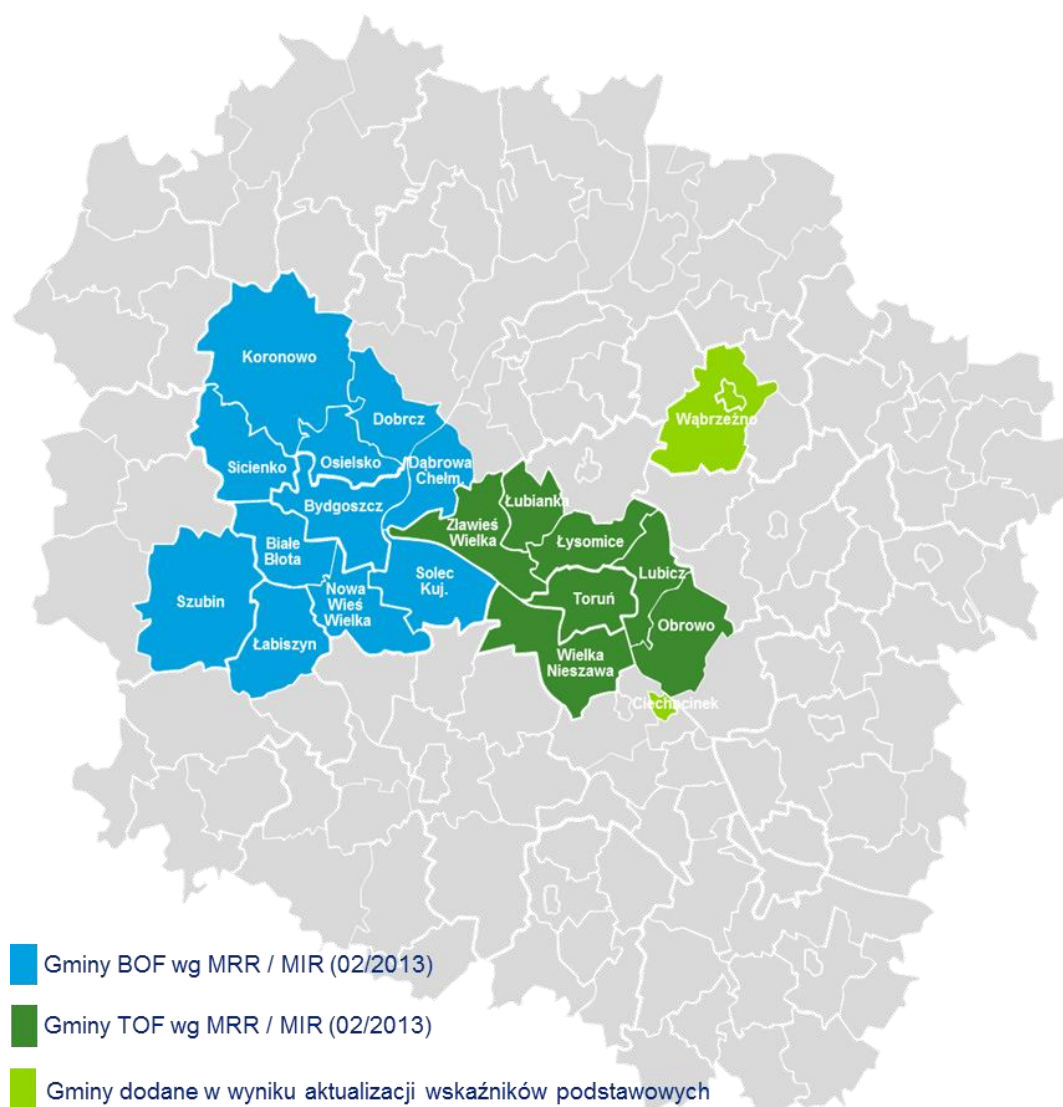 Koronowo
Dobrcz
Sicienko
Osielsko
Dąbrowa
Chełm.
Bydgoszcz
Białe
Błota
Szubin
Nowa
Wieś
Wielka
Solec
Kuj.
Łabiszyn
Wąbrzeźno
Zławieś
Wielka
Łubianka
Łysomice
Lubicz
Toruń
Obrowo
Wielka
Nieszawa
Ciechocinek
Gminy BOF wg MRR / MIR (02/2013)
Gminy TOF wg MRR / MIR (02/2013)
Gminy dodane w wyniku aktualizacji wskaźników podstawowych